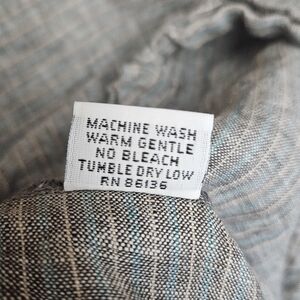 MACHINE WASH
WARM GENTLE
NO BLEACH
TUMBLE DRY LOW
RN 86136